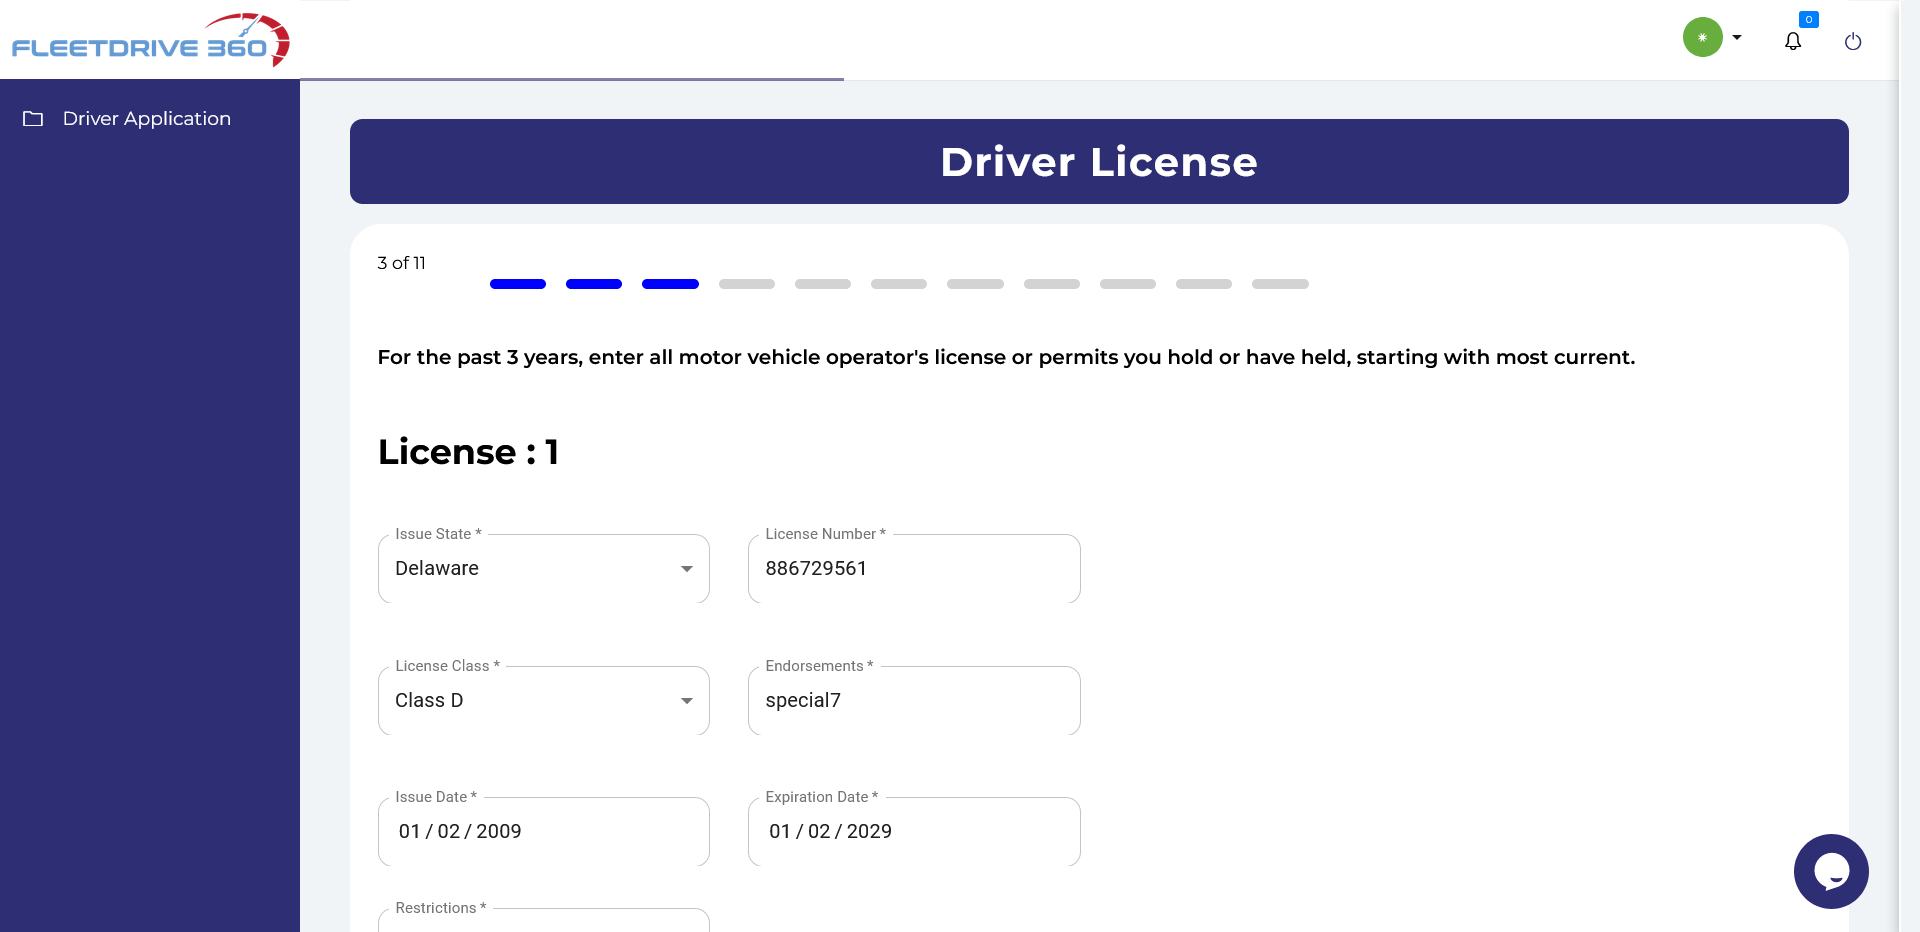 FLEETDRIVE 360
0
Driver Application
Driver License
3 of 11
For the past 3 years, enter all motor vehicle operator's license or permits you hold or have held, starting with most current.
License : 1
Issue State *
Delaware
License Number *
886729561
License Class *
Class D
Endorsements *
special7
Issue Date *
01 / 02 / 2009
Expiration Date *
01 / 02 / 2029
Restrictions *